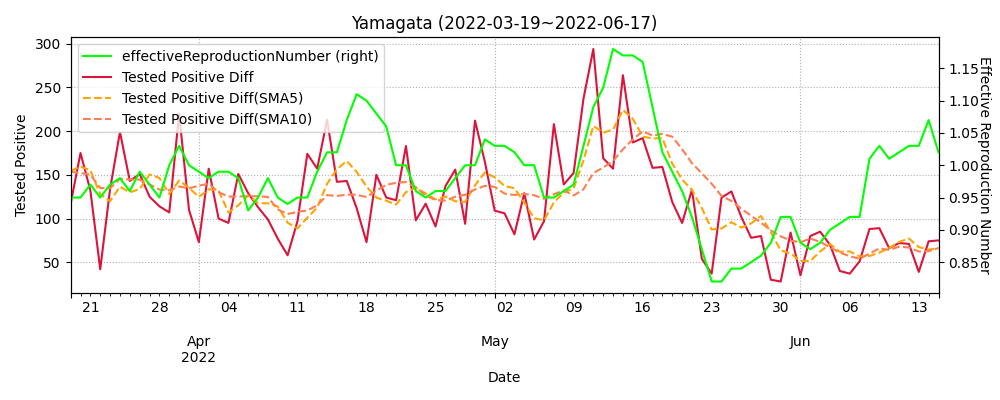 Yamagata (2022-03-19~2022-06-17)
effectiveReproductionNumber (right)
Tested Positive Diff
Tested Positive Diff(SMA5)
Tested Positive Diff(SMA10)
Tested Positive
300
250
200
150
100
50
1.15
1.10
1.05
1.00
0.95
0.90
0.85
Effective Reproduction Number
21 28 04 11 18 25 02 09 16 23 30 06 13
Apr May Jun
2022
Date